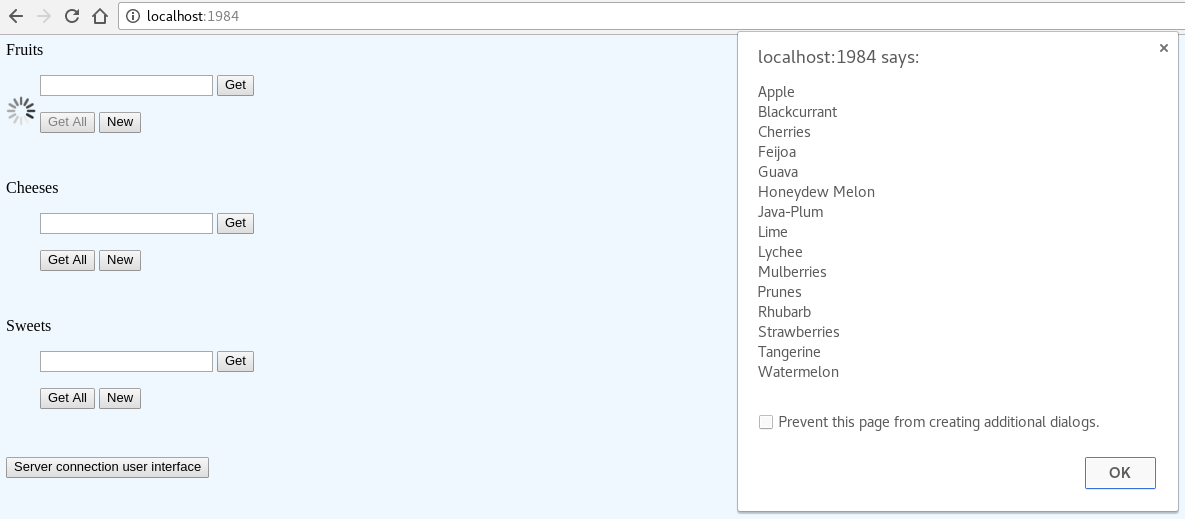 localhost:1984
Fruits
Get
Get All New
Cheeses
Get
Get All New
Sweets
Get
Get All New
Server connection user interface
localhost:1984 says:
Apple
Blackcurrant
Cherries
Feijoa
Guava
Honeydew Melon
Java-Plum
Lime
Lychee
Mulberries
Prunes
Rhubarb
Strawberries
Tangerine
Watermelon
Prevent this page from creating additional dialogs.
OK